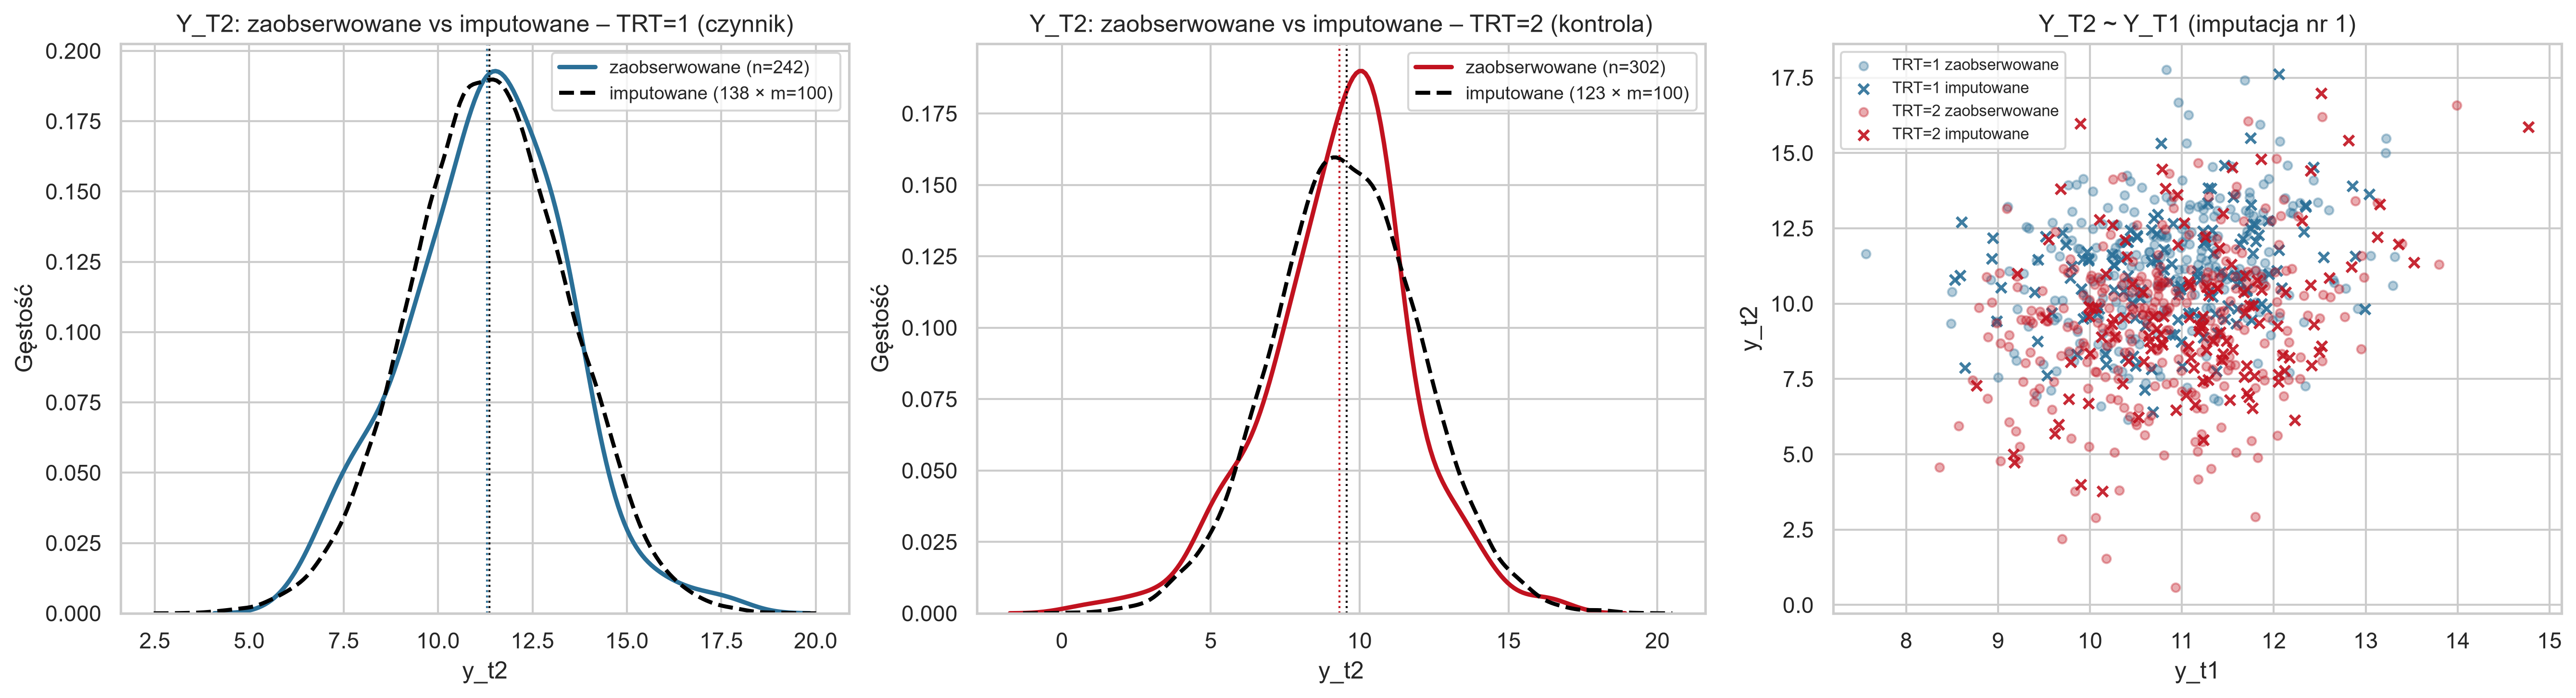 Y_T2: zaobserwowane vs imputowane – TRT=1 (czynnik)
zaobserwowane (n=242)
imputowane (138 × m=100)
Gęstość
0.200
0.175
0.150
0.125
0.100
0.075
0.050
0.025
0.000
2.5 5.0 7.5 10.0 12.5 15.0 17.5 20.0
y_t2
Y_T2: zaobserwowane vs imputowane – TRT=2 (kontrola)
zaobserwowane (n=302)
imputowane (123 × m=100)
Gęstość
0.175
0.150
0.125
0.100
0.075
0.050
0.025
0.000
0 5 10 15 20
y_t2
Y_T2 ~ Y_T1 (imputacja nr 1)
TRT=1 zaobserwowane
TRT=1 imputowane
TRT=2 zaobserwowane
TRT=2 imputowane
y_t2
17.5
15.0
12.5
10.0
7.5
5.0
2.5
0.0
8 9 10 11 12 13 14 15
y_t1